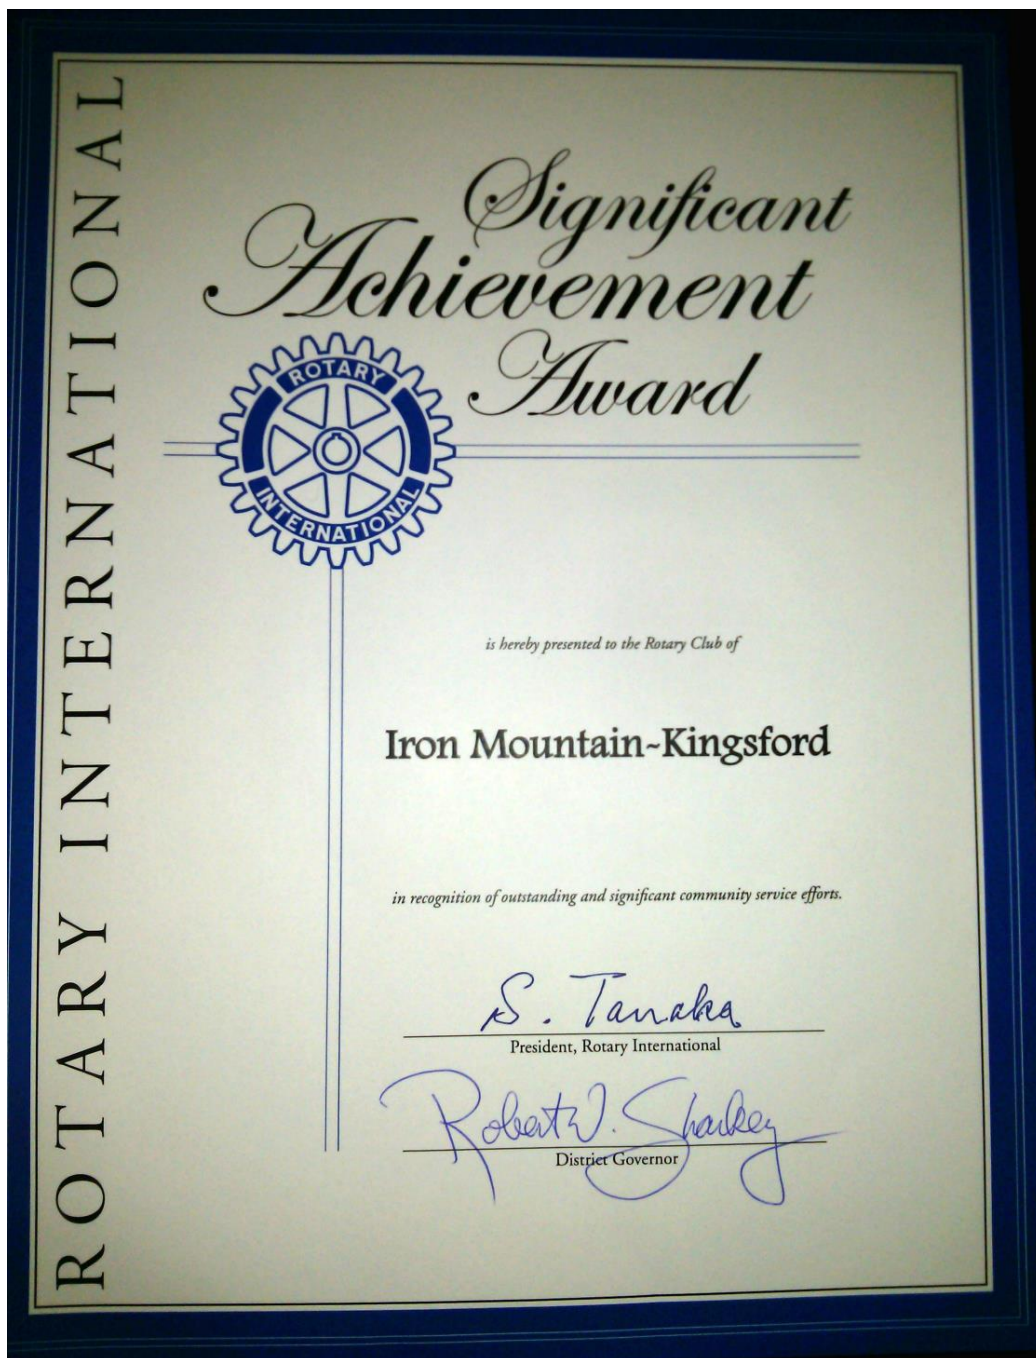 ROTARY INTERNATIONAL
Significant
Achievement
Award
ROTARY
INTERNATIONAL
is hereby presented to the Rotary Club of
Iron Mountain~Kingsford
in recognition of outstanding and significant community service efforts.
S. Tanaka
President, Rotary International
Robert W. Sharkey
District Governor